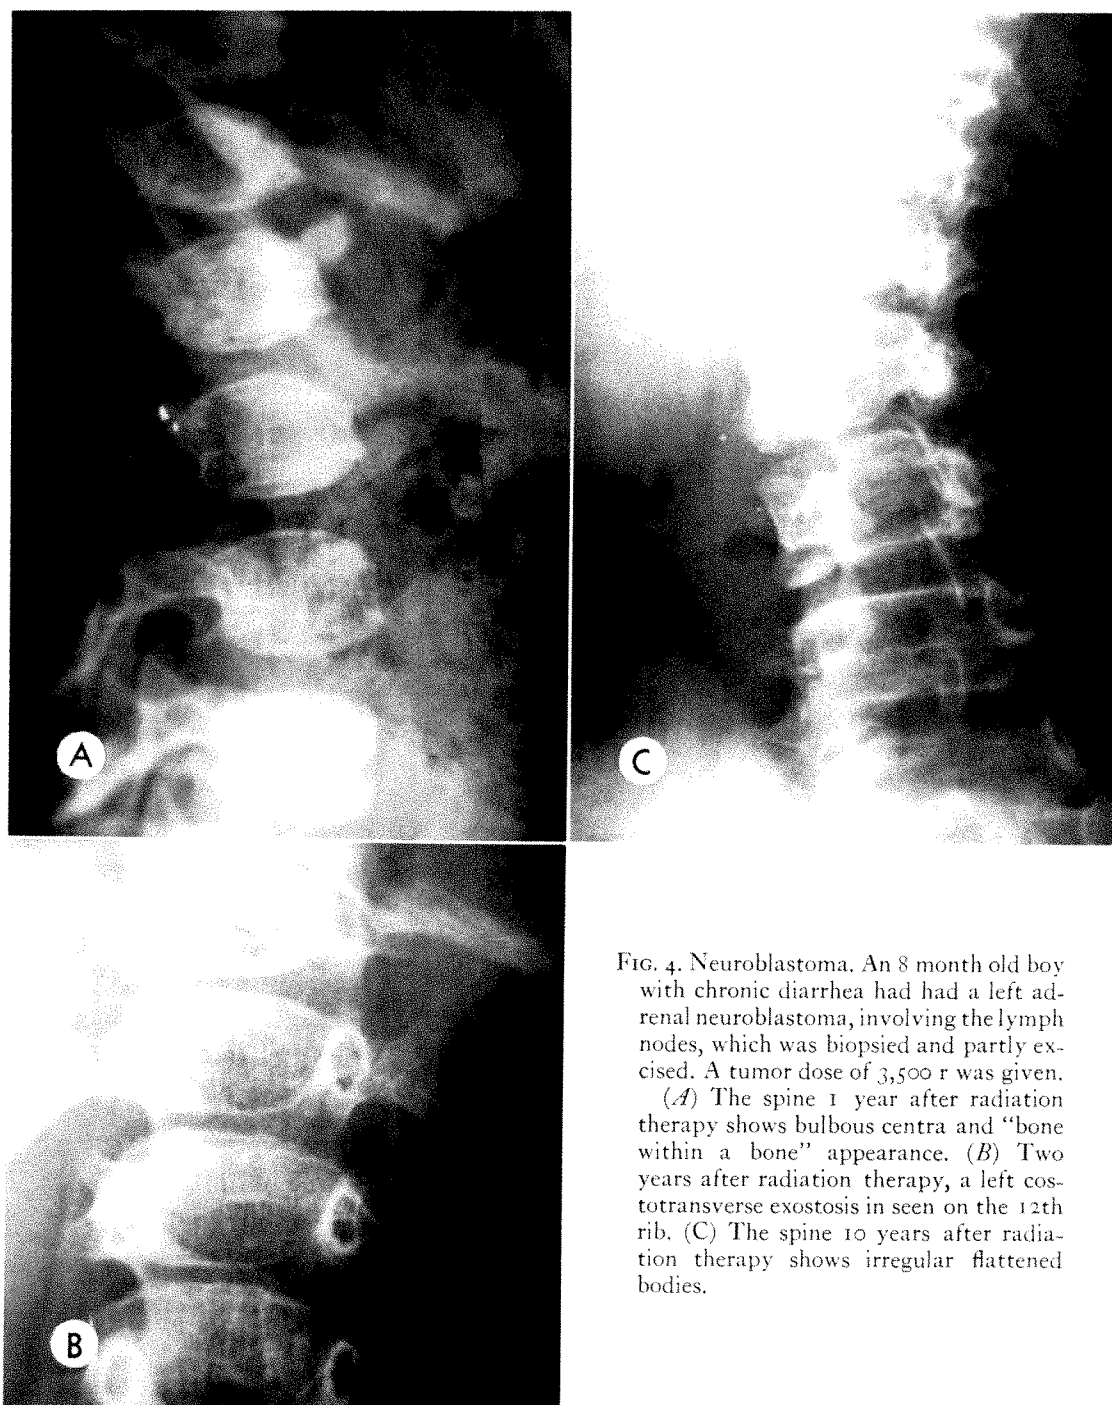 A
C
B
FIG. 4. Neuroblastoma. An 8 month old boy
with chronic diarrhea had had a left ad-
renal neuroblastoma, involving the lymph
nodes, which was biopsied and partly ex-
cised. A tumor dose of 3,500 r was given.
(A) The spine 1 year after radiation
therapy shows bulbous centra and “bone
within a bone” appearance. (B) Two
years after radiation therapy, a left cos-
totransverse exostosis in seen on the 12th
rib. (C) The spine 10 years after radia-
tion therapy shows irregular flattened
bodies.